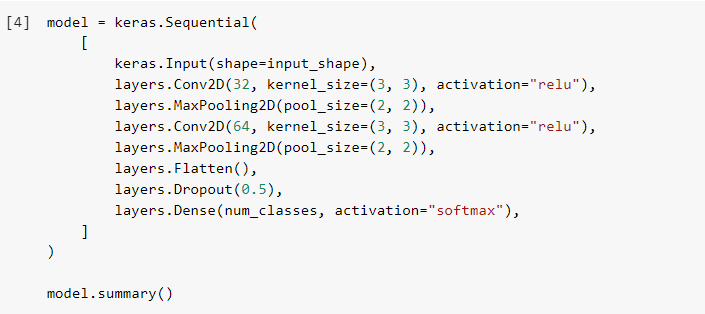 [4] model = keras.Sequential(
    [
        keras.Input(shape=input_shape),
        layers.Conv2D(32, kernel_size=(3, 3), activation="relu"),
        layers.MaxPooling2D(pool_size=(2, 2)),
        layers.Conv2D(64, kernel_size=(3, 3), activation="relu"),
        layers.MaxPooling2D(pool_size=(2, 2)),
        layers.Flatten(),
        layers.Dropout(0.5),
        layers.Dense(num_classes, activation="softmax"),
    ]
)

model.summary()